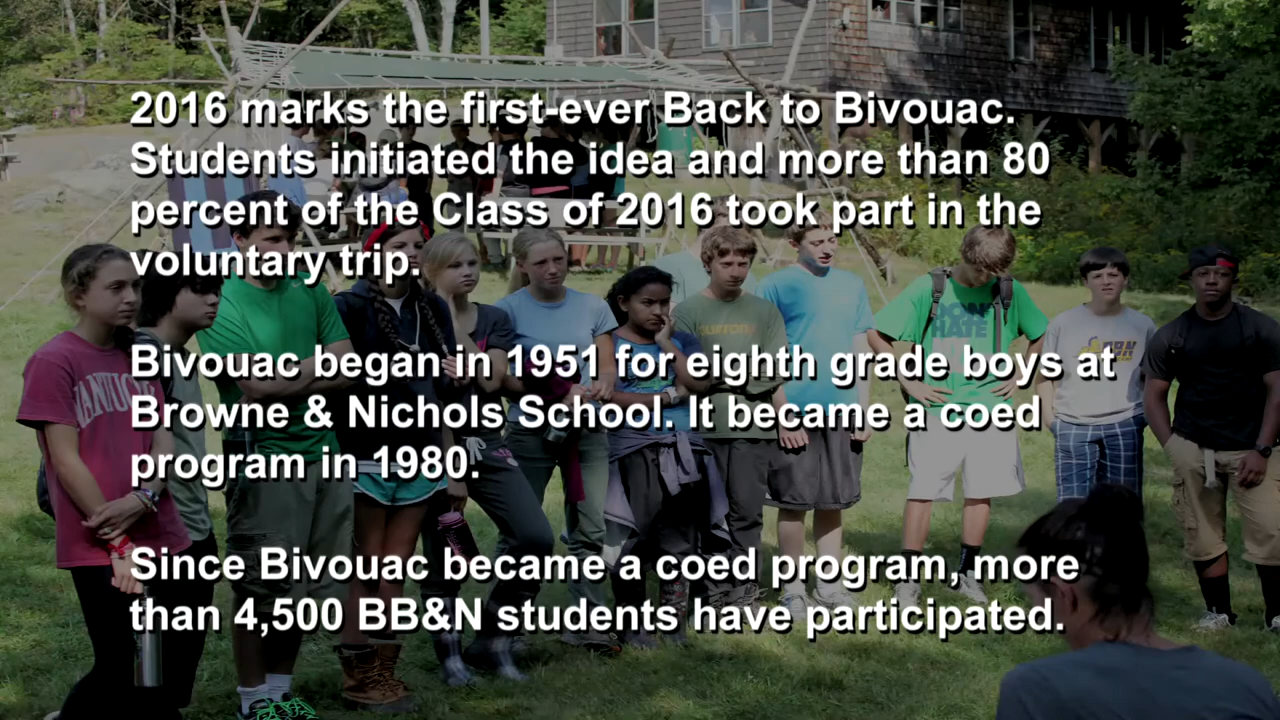 2016 marks the first-ever Back to Bivouac.
Students initiated the idea and more than 80
percent of the Class of 2016 took part in the
voluntary trip.
Bivouac began in 1951 for eighth grade boys at
Browne & Nichols School. It became a coed
program in 1980.
Since Bivouac became a coed program, more
than 4,500 BB&N students have participated.
DON'T
HATE